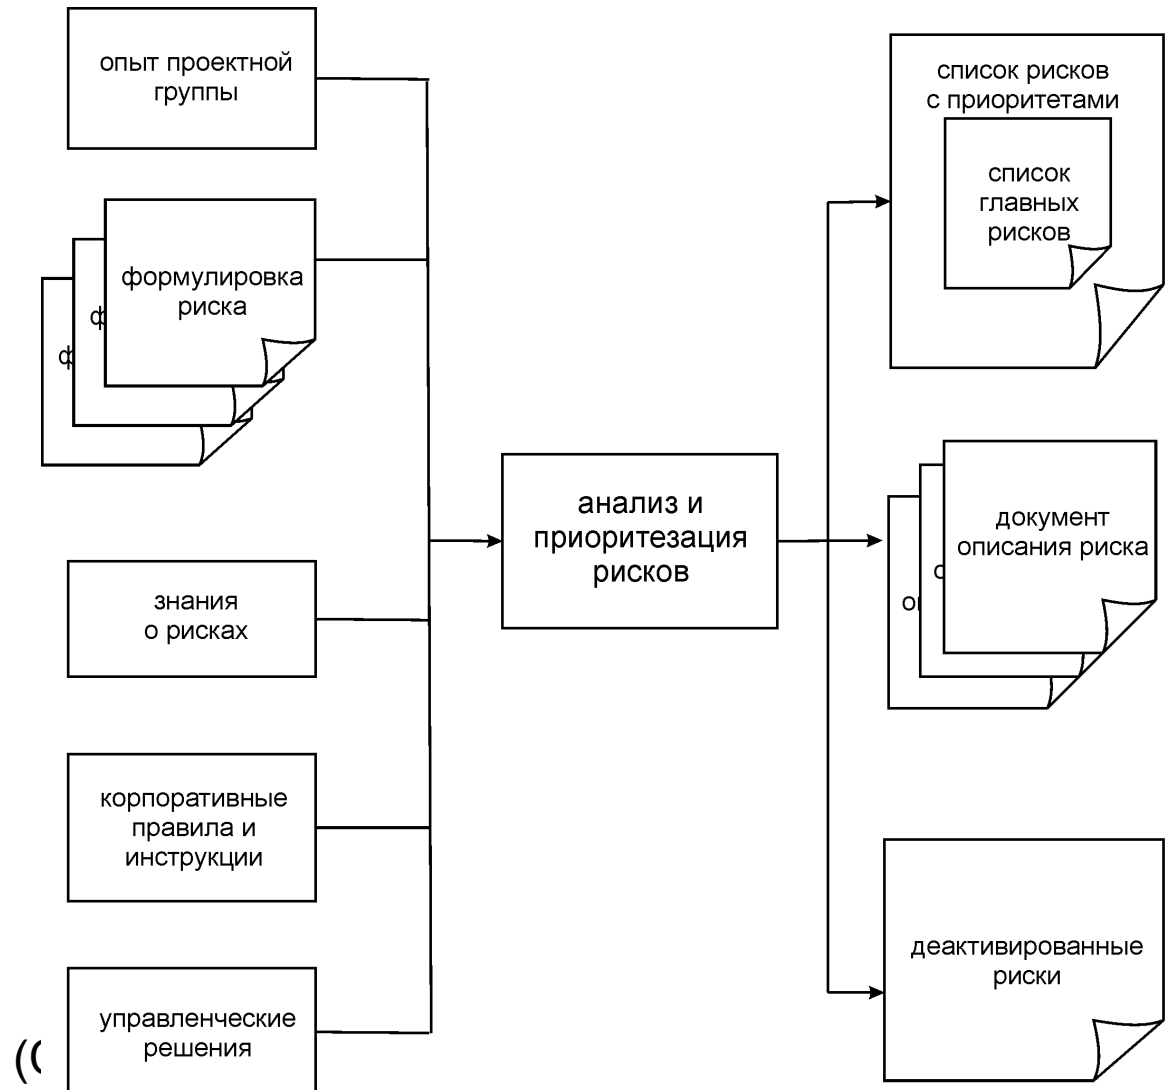 опыт проектной
группы
формулировка
риска
ф
ф
знания
о рисках
корпоративные
правила и
инструкции
управленческие
решения
(
анализ и
приоритезация
рисков
список рисков
с приоритетами
список
главных
рисков
документ
описания риска
о
деактивированные
риски